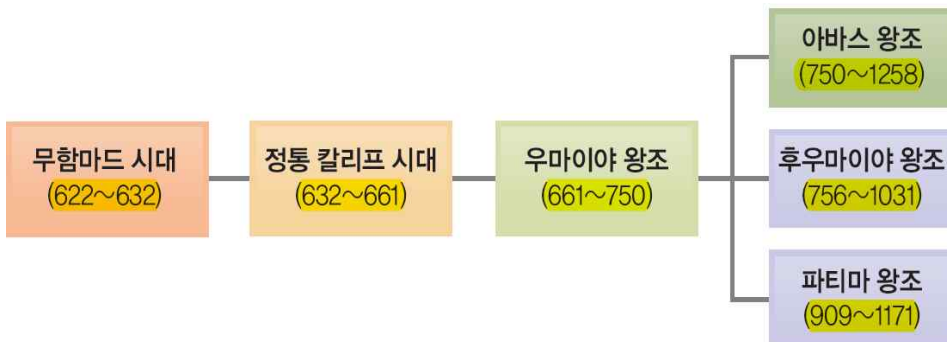 무함마드 시대
(622~632)
정통 칼리프 시대
(632~661)
우마이야 왕조
(661~750)
아바스 왕조
(750~1258)
후우마이야 왕조
(756~1031)
파티마 왕조
(909~1171)